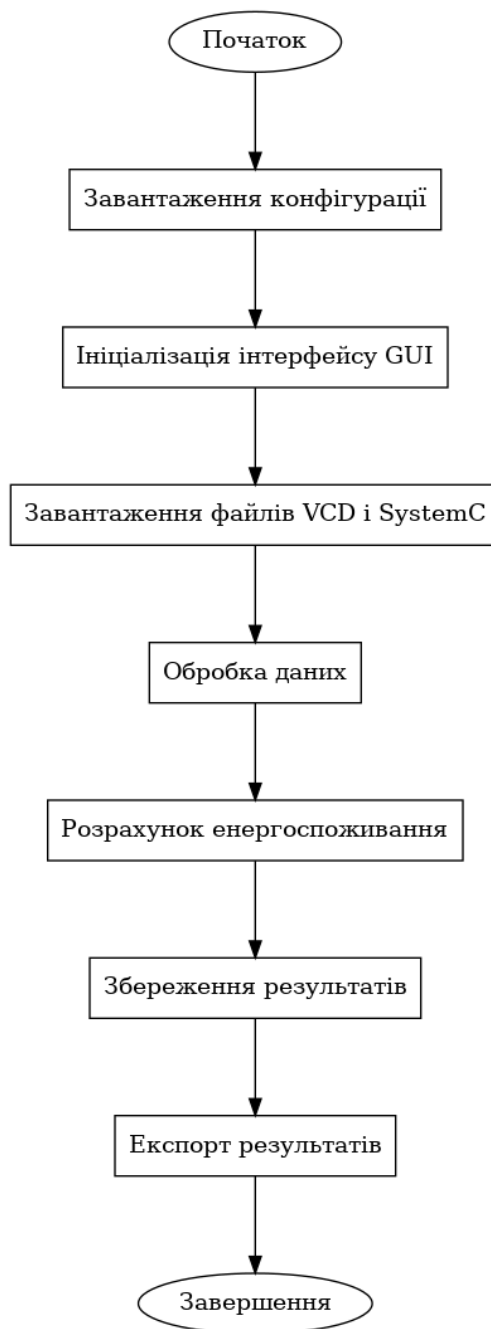 Початок
Завантаження конфігурації
Ініціалізація інтерфейсу GUI
Завантаження файлів VCD і SystemC
Обробка даних
Розрахунок енергоспоживання
Збереження результатів
Експорт результатів
Завершення